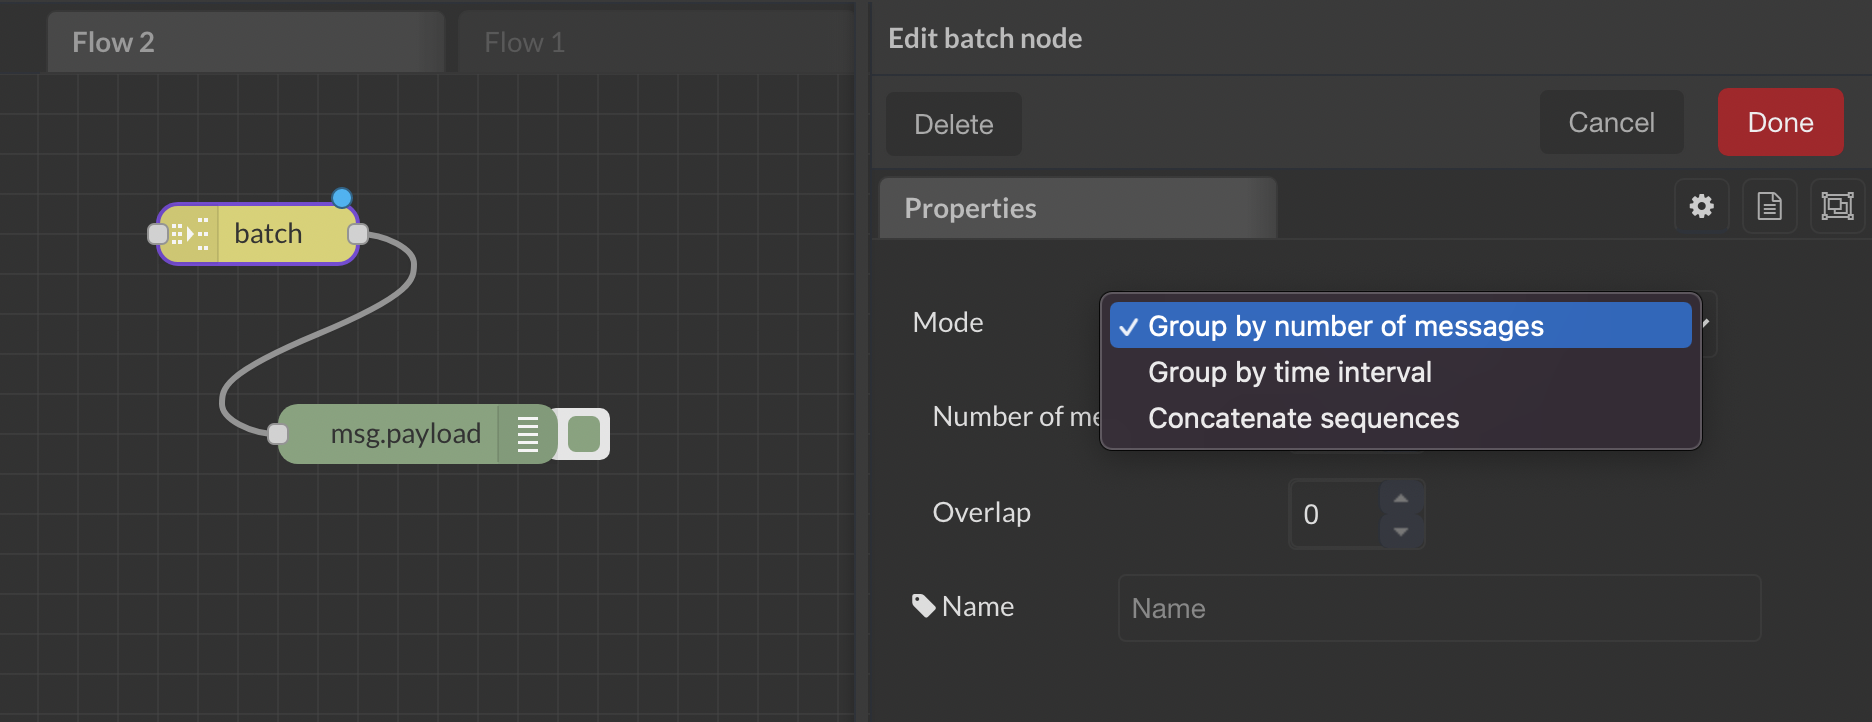 Flow 2
Flow 1
batch
msg.payload
Edit batch node
Delete
Cancel
Done
Properties
Mode
Group by number of messages
Group by time interval
Concatenate sequences
Number of
Overlap
0
Name
Name